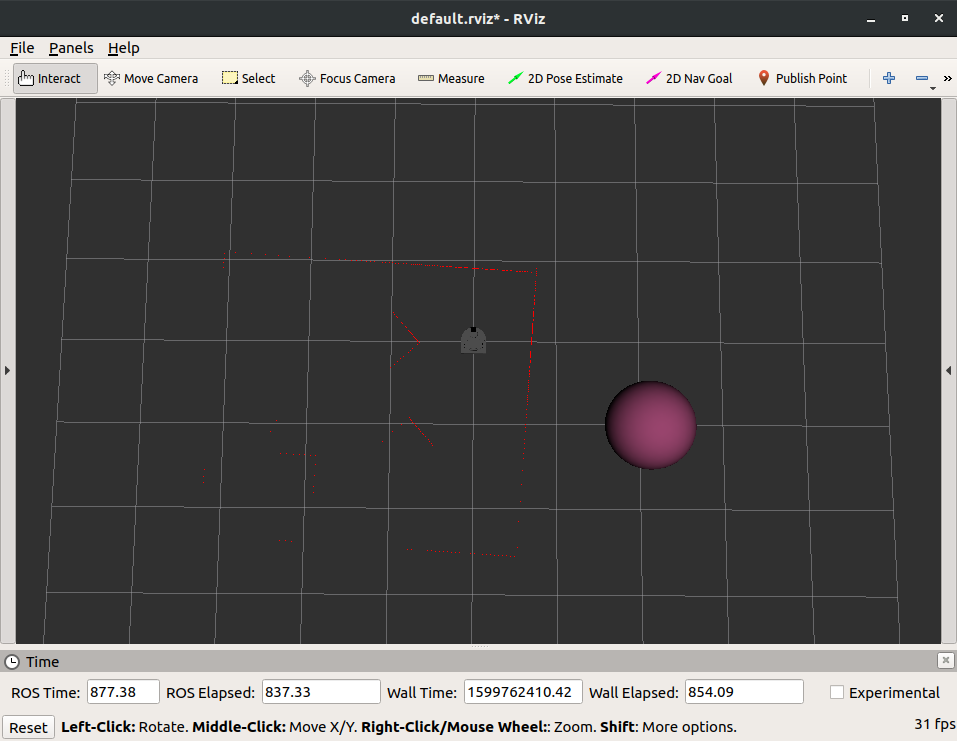 default.rviz* - RViz
File Panels Help
Interact Move Camera Select Focus Camera Measure 2D Pose Estimate 2D Nav Goal Publish Point »
Time
ROS Time: 877.38 ROS Elapsed: 837.33 Wall Time: 1599762410.42 Wall Elapsed: 854.09 Experimental
Reset Left-Click: Rotate. Middle-Click: Move X/Y. Right-Click/Mouse Wheel:: Zoom. Shift: More options. 31 fps